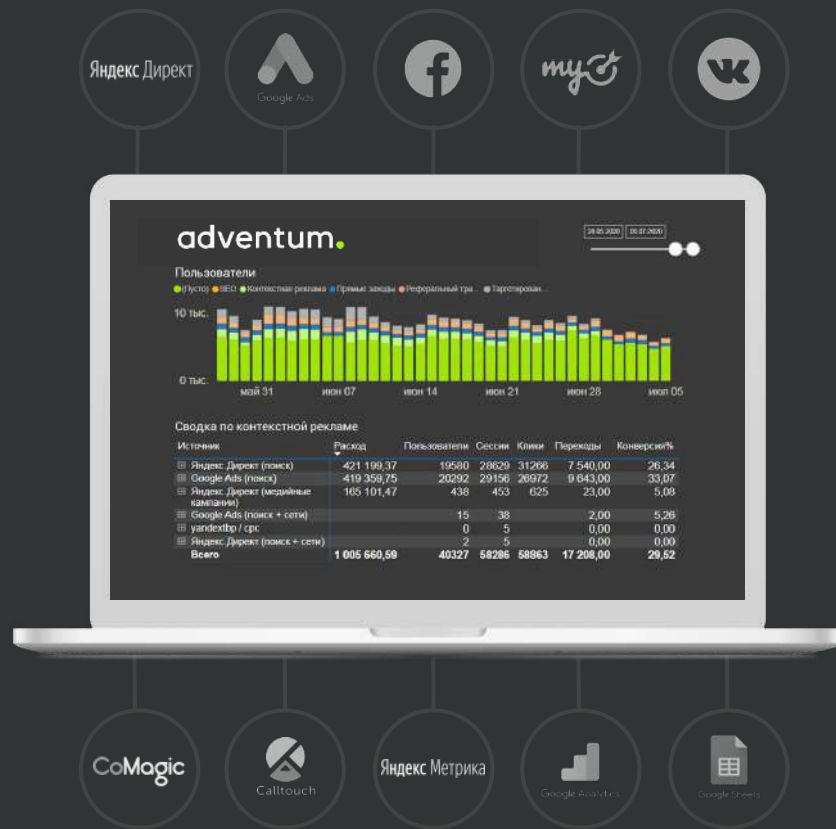 Яндекс Директ
Google Ads
my
VK
adventum.
28.05.2020 06.07.2020
Пользователи
(Пусто) SEO Контекстная реклама Прямые заходы Реферальный тра... Таргетирован...
10 тыс.
0 тыс.
май 31 июн 07 июн 14 июн 21 июн 28 июл 05
Сводка по контекстной рекламе
Источник Расход Пользователи Сессии Клики Переходы Конверсия%
Яндекс.Директ (поиск) 421 199,37 19580 28629 31266 7 540,00 26,34
Google Ads (поиск) 419 359,75 20292 29156 26972 9 643,00 33,07
Яндекс.Директ (медийные 165 101,47 438 453 625 23,00 5,08
кампании)
Google Ads (поиск + сети) 15 38 2,00 5,26
yandextbp / cpc 0 5 0,00 0,00
Яндекс.Директ (поиск + сети) 2 5 0,00 0,00
Всего 1 005 660,59 40327 58286 58863 17 208,00 29,52
CoMagic
Calltouch
Яндекс Метрика
Google Analytics
Google Sheets